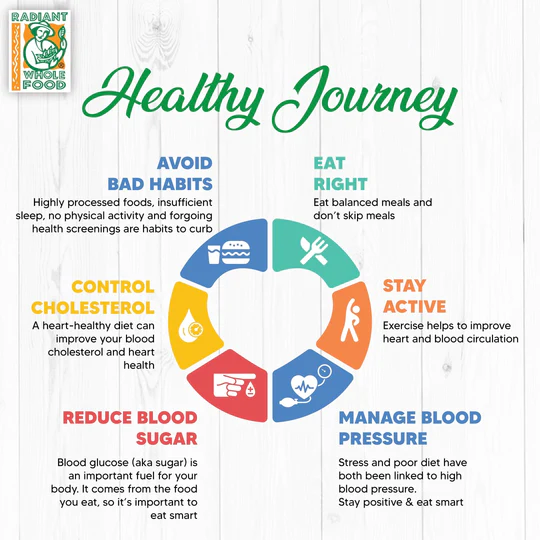 RADIANT
WHOLE
FOOD
Healthy Journey
AVOID
BAD HABITS
Highly processed foods, insufficient
sleep, no physical activity and forgoing
health screenings are habits to curb
EAT
RIGHT
Eat balanced meals and
don't skip meals
CONTROL
CHOLESTEROL
A heart-healthy diet can
improve your blood
cholesterol and heart
health
STAY
ACTIVE
Exercise helps to improve
heart and blood circulation
REDUCE BLOOD
SUGAR
Blood glucose (aka sugar) is
an important fuel for your
body. It comes from the food
you eat, so it's important to
eat smart
MANAGE BLOOD
PRESSURE
Stress and poor diet have
both been linked to high
blood pressure.
Stay positive & eat smart